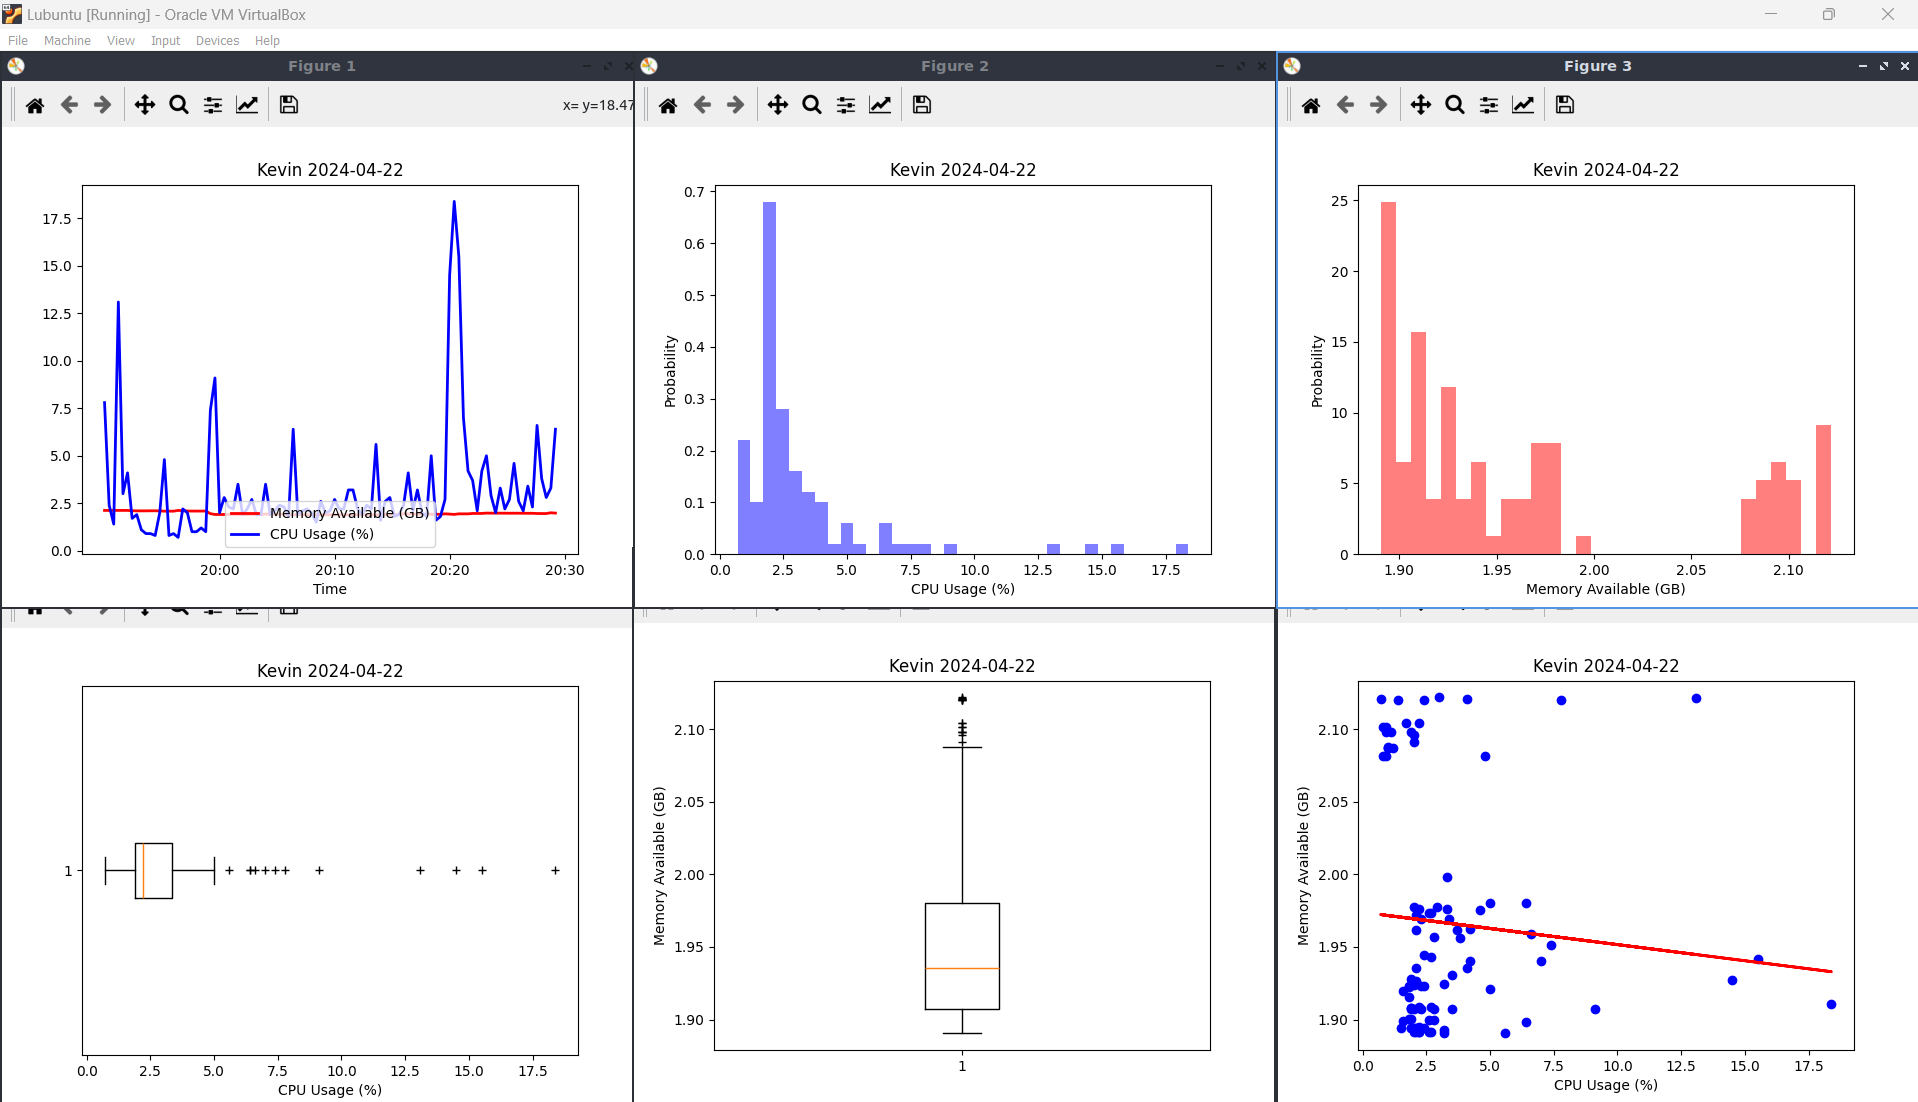 Lubuntu [Running] - Oracle VM VirtualBox
File Machine View Input Devices Help
Figure 1
x= y=18.47
Kevin 2024-04-22
17.5
15.0
12.5
10.0
7.5
5.0
2.5
0.0
Memory Available (GB)
CPU Usage (%)
20:00 20:10 20:20 20:30
Time
Figure 2
Kevin 2024-04-22
Probability
0.7
0.6
0.5
0.4
0.3
0.2
0.1
0.0
0.0 2.5 5.0 7.5 10.0 12.5 15.0 17.5
CPU Usage (%)
Figure 3
Kevin 2024-04-22
Probability
25
20
15
10
5
0
1.90 1.95 2.00 2.05 2.10
Memory Available (GB)
Kevin 2024-04-22
1
0.0 2.5 5.0 7.5 10.0 12.5 15.0 17.5
CPU Usage (%)
Kevin 2024-04-22
Memory Available (GB)
2.10
2.05
2.00
1.95
1.90
1
Kevin 2024-04-22
Memory Available (GB)
2.10
2.05
2.00
1.95
1.90
0.0 2.5 5.0 7.5 10.0 12.5 15.0 17.5
CPU Usage (%)